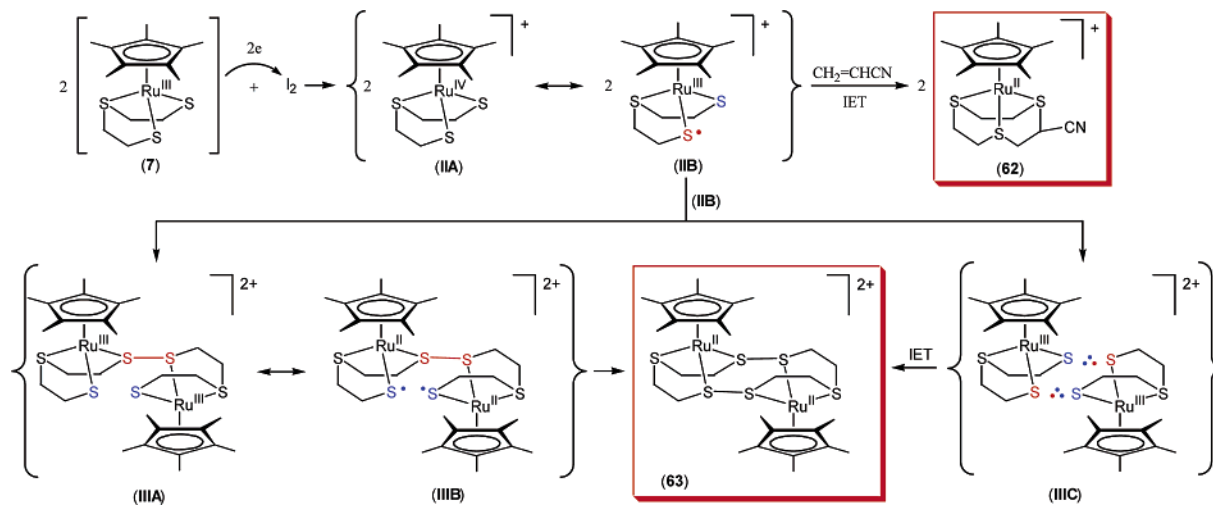 2 Ru III S S S (7)
2e
+ I2
2 Ru IV S S S + (IIA)
2 Ru III S S S • + (IIB)
CH2=CHCN
IET
2 Ru II S S S CN + (62)
(IIB)
Ru III S S S S S S Ru III 2+ (IIIA)
Ru II S S S S • • S S Ru II 2+ (IIIB)
Ru II S S S S S S Ru II 2+ (63)
IET
Ru III S S S S S S Ru III 2+ (IIIC)